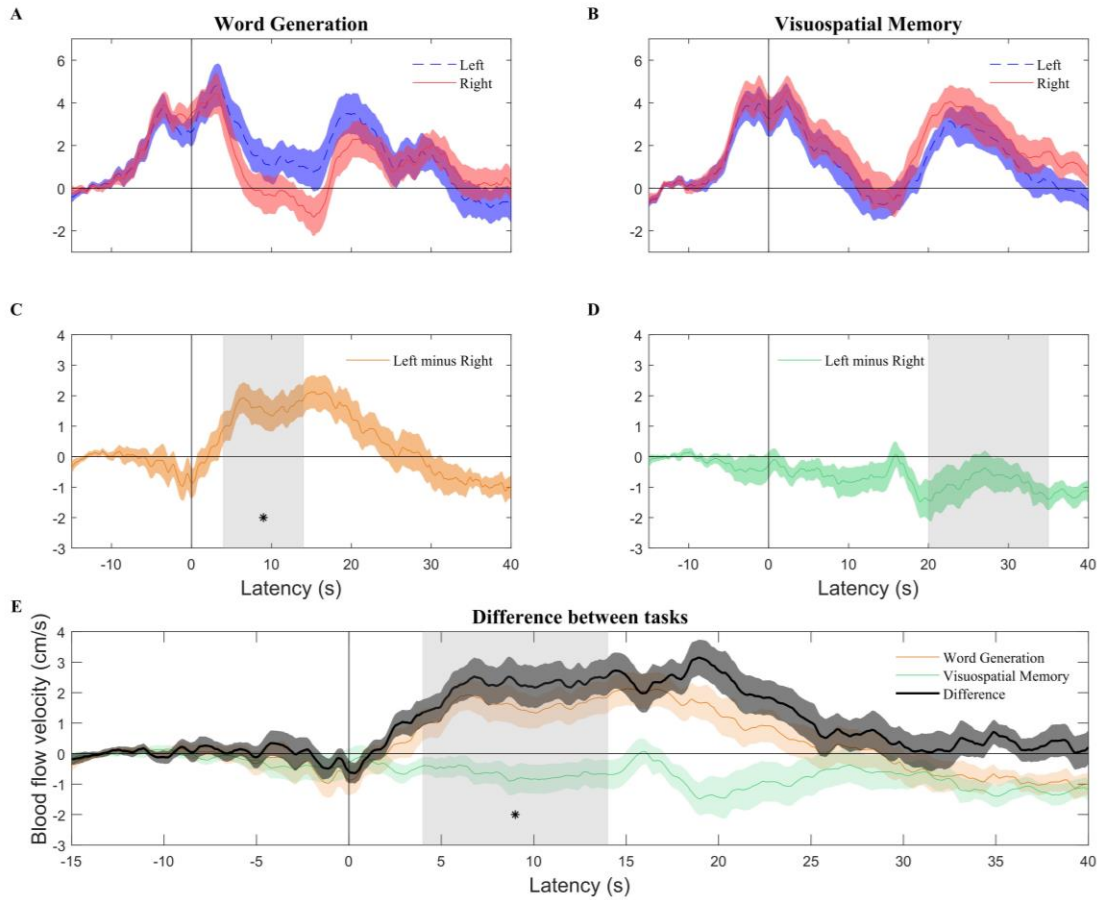 A
Word Generation
6
4
2
0
-2
Left
Right
B
Visuospatial Memory
6
4
2
0
-2
Left
Right
C
4
3
2
1
0
-1
-2
-3
Left minus Right
*
-10 0 10 20 30 40
Latency (s)
D
4
3
2
1
0
-1
-2
-3
Left minus Right
-10 0 10 20 30 40
Latency (s)
E
Difference between tasks
Blood flow velocity (cm/s)
4
3
2
1
0
-1
-2
-3
Word Generation
Visuospatial Memory
Difference
*
-15 -10 -5 0 5 10 15 20 25 30 35 40
Latency (s)